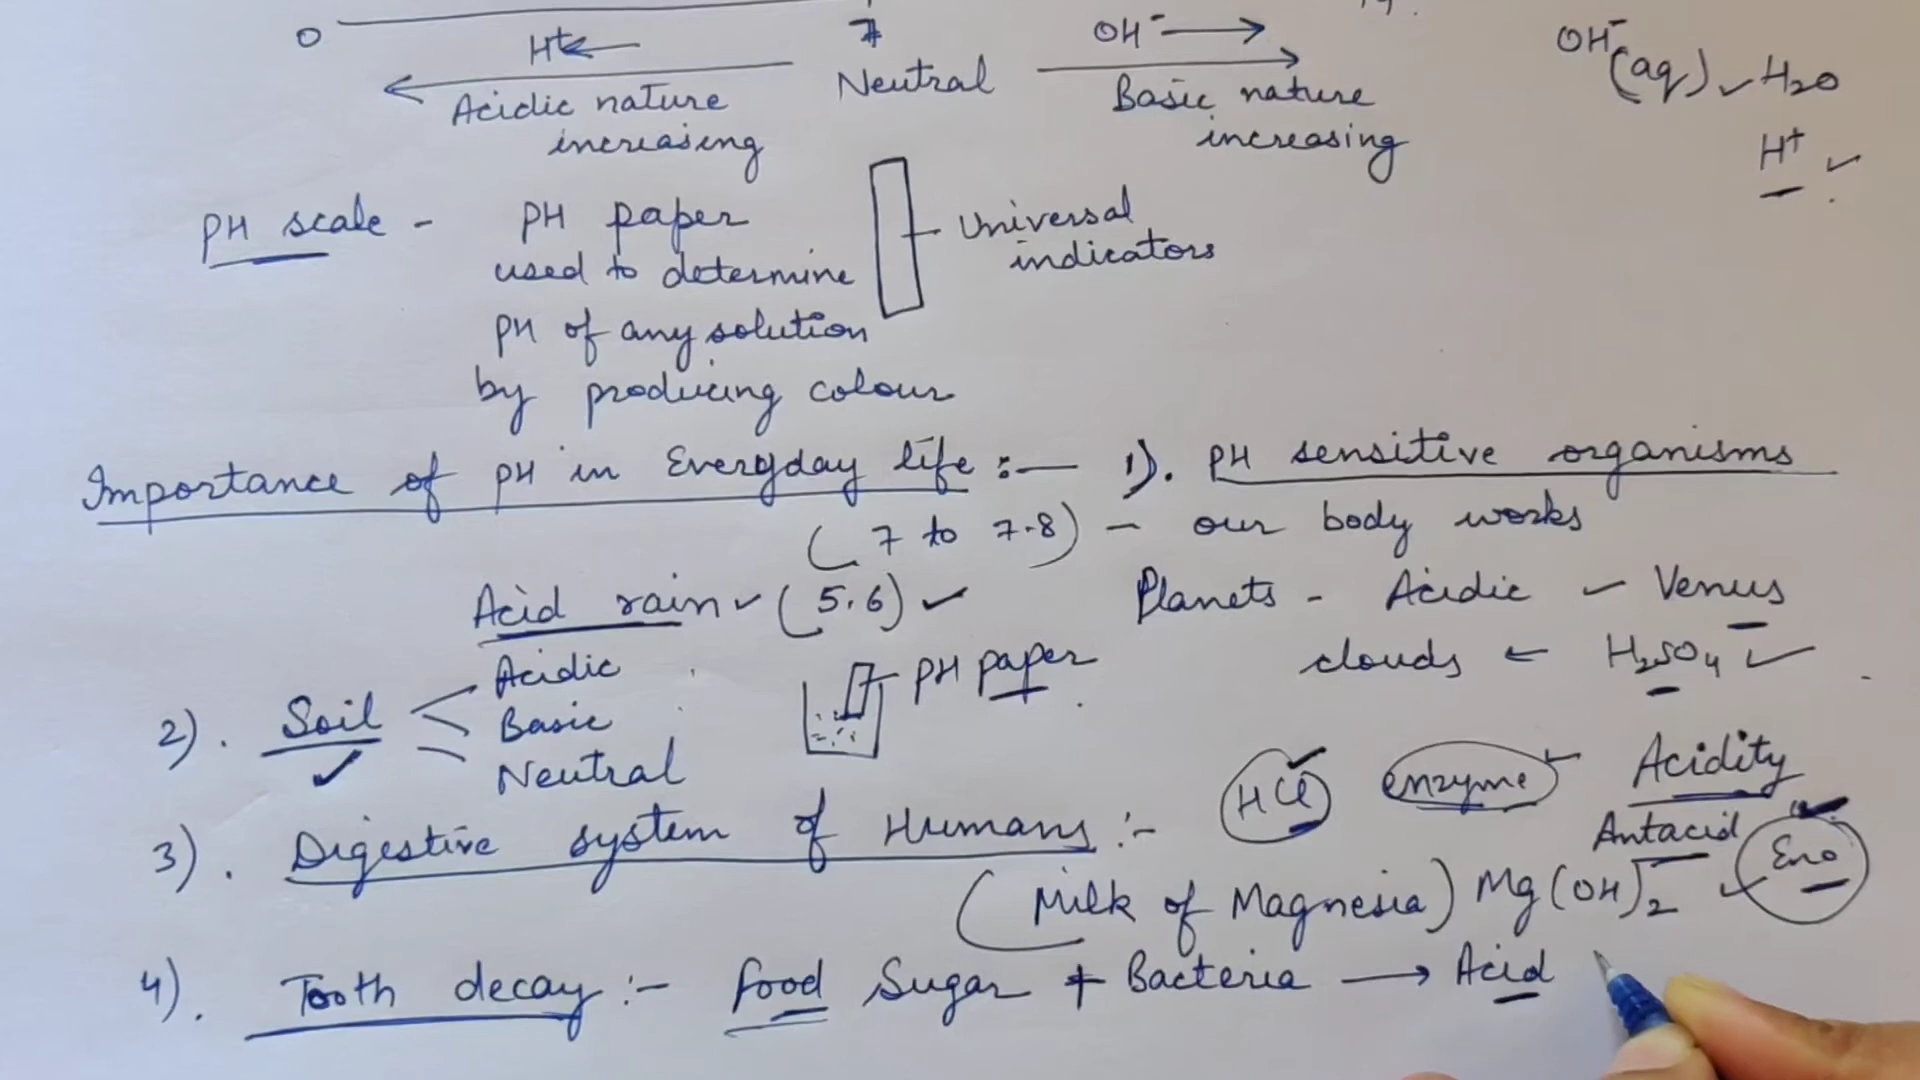 0 7
H+ ← OH⁻ →
Neutral
Acidic nature increasing
Basic nature increasing
OH⁻(aq) ✓ H₂O
H+ ✓
PH scale - PH paper
used to determine
PH of any solution
by producing colour
Universal
indicators
Importance of pH in Everyday life :— 1). PH sensitive organisms
(7 to 7.8) - our body works
Acid rain ✓ (5.6) ✓ Planets - Acidic ✓ Venus
clouds ← H₂SO₄ ✓
2). Soil ✓
Acidic
Basic
Neutral
PH paper
3). Digestive system of Humans :- HCl enzyme Acidity
Antacid
(Milk of Magnesia) Mg(OH)₂ ✓ Eno
4). Tooth decay :- food Sugar + Bacteria → Acid